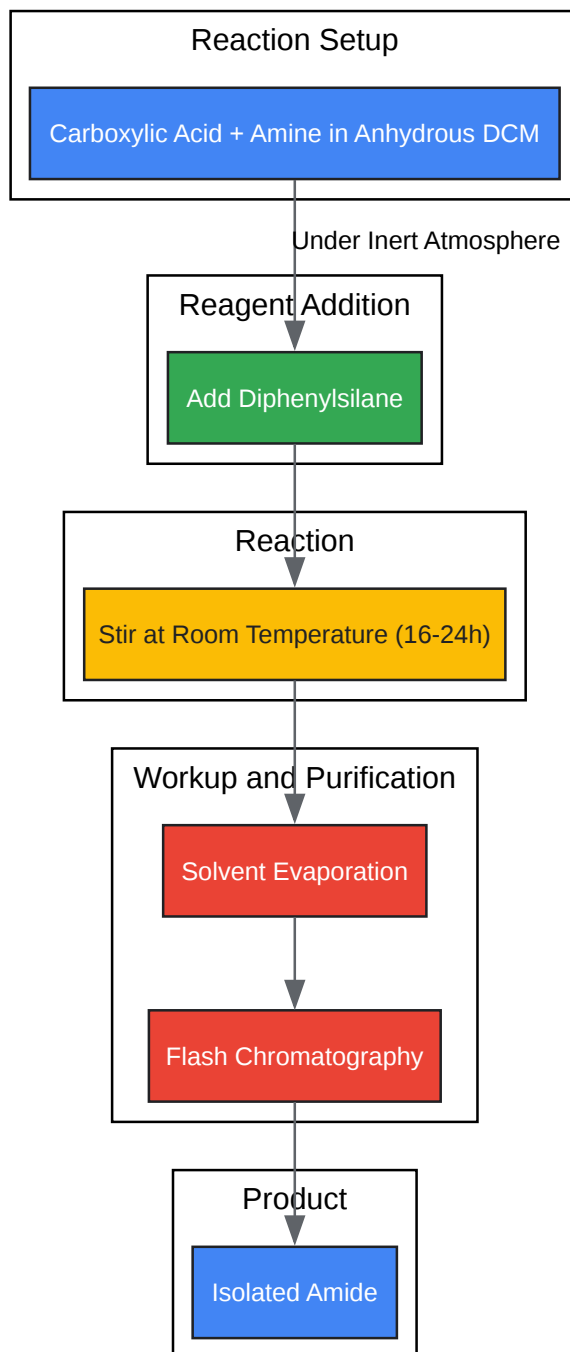 Reaction Setup
Carboxylic Acid + Amine in Anhydrous DCM
Under Inert Atmosphere
Reagent Addition
Add Diphenylsilane
Reaction
Stir at Room Temperature (16-24h)
Workup and Purification
Solvent Evaporation
Flash Chromatography
Product
Isolated Amide